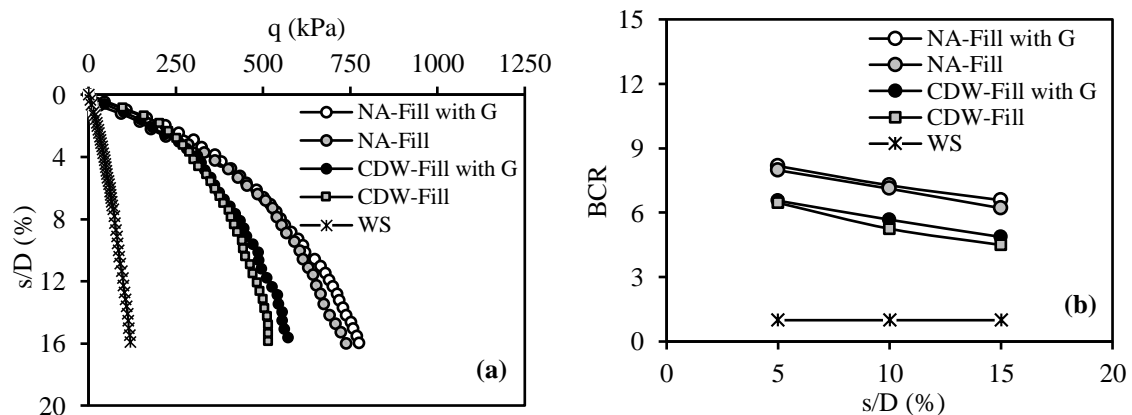 q (kPa)
0 250 500 750 1000 1250
0
4
8
12
16
20
s/D (%)
NA-Fill with G
NA-Fill
CDW-Fill with G
CDW-Fill
WS
(a)
15
12
9
6
3
0
BCR
NA-Fill with G
NA-Fill
CDW-Fill with G
CDW-Fill
WS
(b)
0 5 10 15 20
s/D (%)